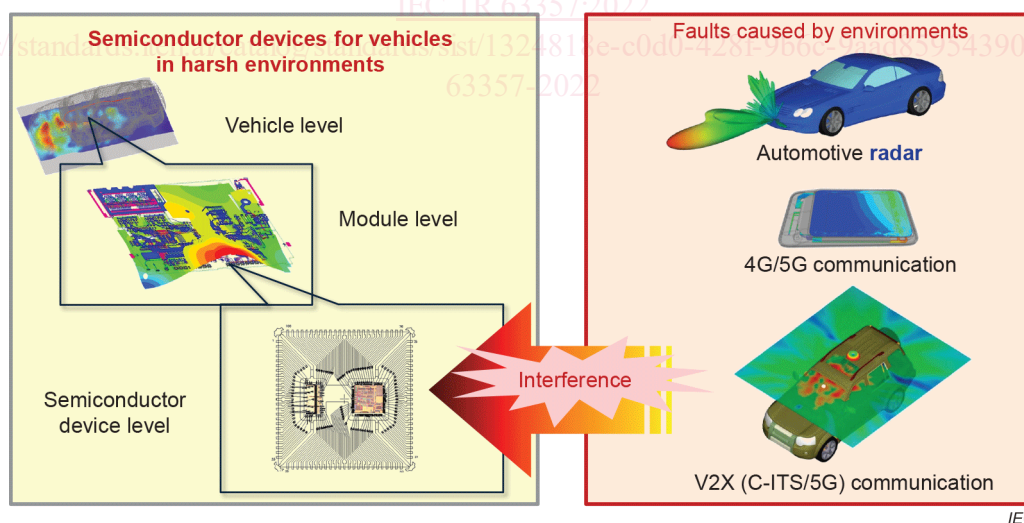 IEC TR 63357:2022
63357-2022
Semiconductor devices for vehicles
in harsh environments
Vehicle level
Module level
Semiconductor
device level
Interference
Faults caused by environments
Automotive radar
4G/5G communication
V2X (C-ITS/5G) communication